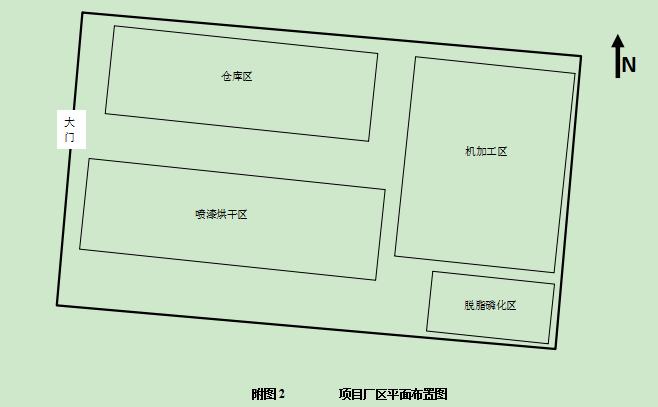 仓库区
N
大
门
机加工区
喷漆烘干区
脱脂磷化区
附图 2 项目厂区平面布置图